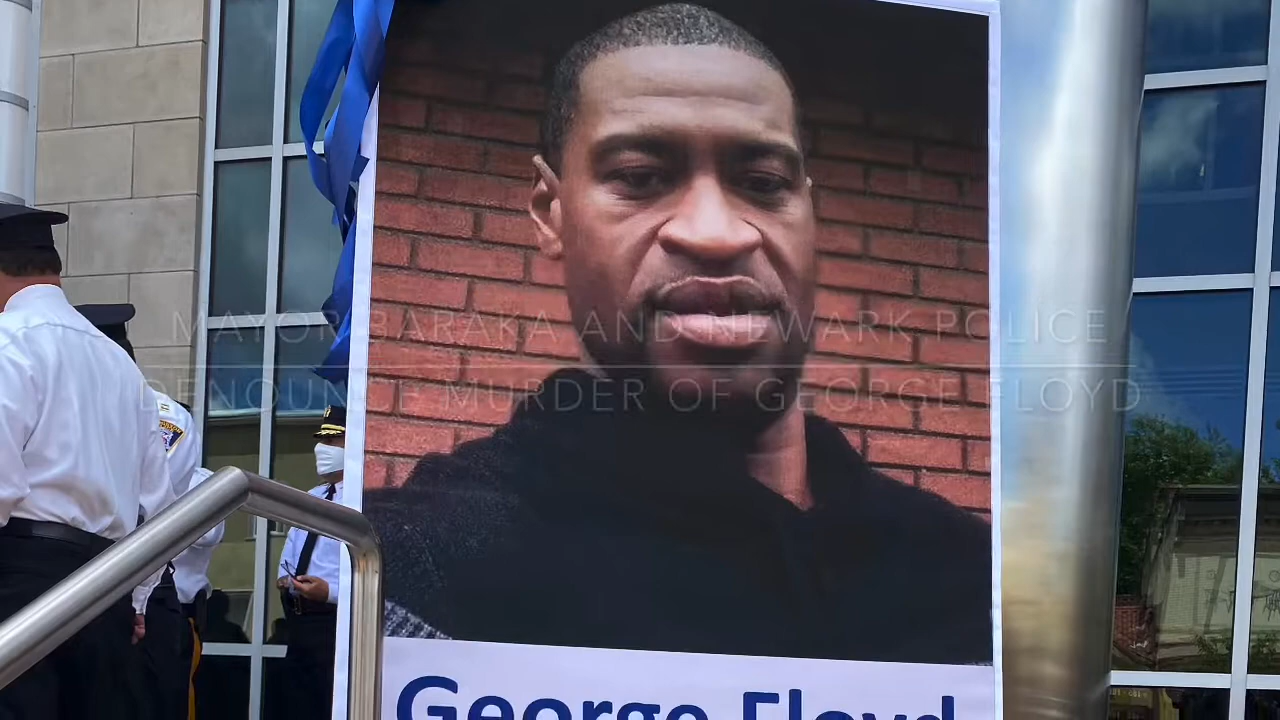 MAYOR BARAKA AND NEWARK POLICE
DENOUNCE MURDER OF GEORGE FLOYD
George Floyd